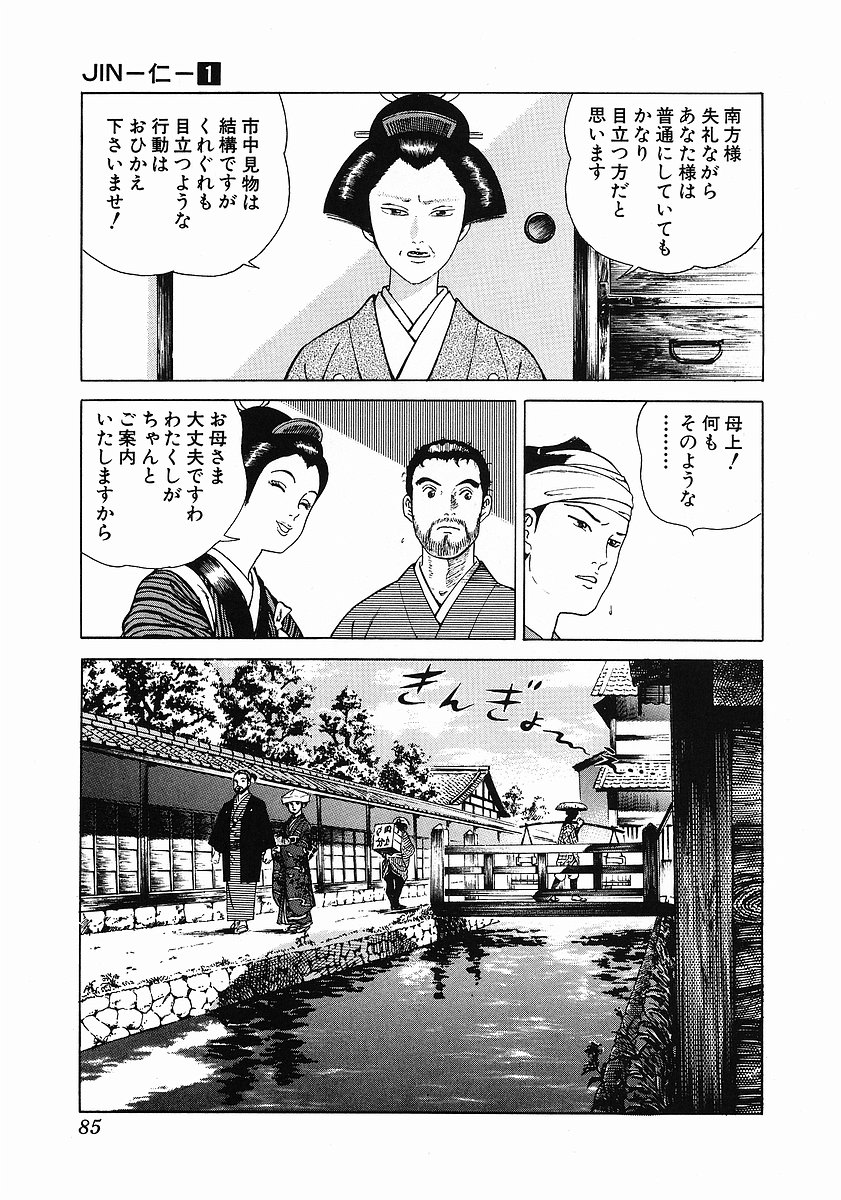 JIN－仁－1
南方様
失礼ながら
あなた様は
普通にしていても
かなり
目立つ方だと
思います
市中見物は
結構ですが
くれぐれも
目立つような
行動は
おひかえ
下さいませ！
母上！
何も
そのような
………
お母さま
大丈夫ですわ
わたくしが
ちゃんと
ご案内
いたしますから
きんぎょ〜〜
85